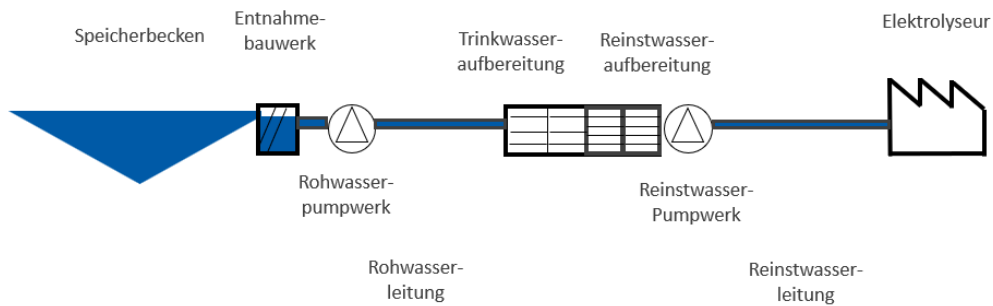 Speicherbecken
Entnahme-
bauwerk
Trinkwasser-
aufbereitung
Reinstwasser-
aufbereitung
Elektrolyseur
Rohwasser-
pumpwerk
Reinstwasser-
Pumpwerk
Rohwasser-
leitung
Reinstwasser-
leitung